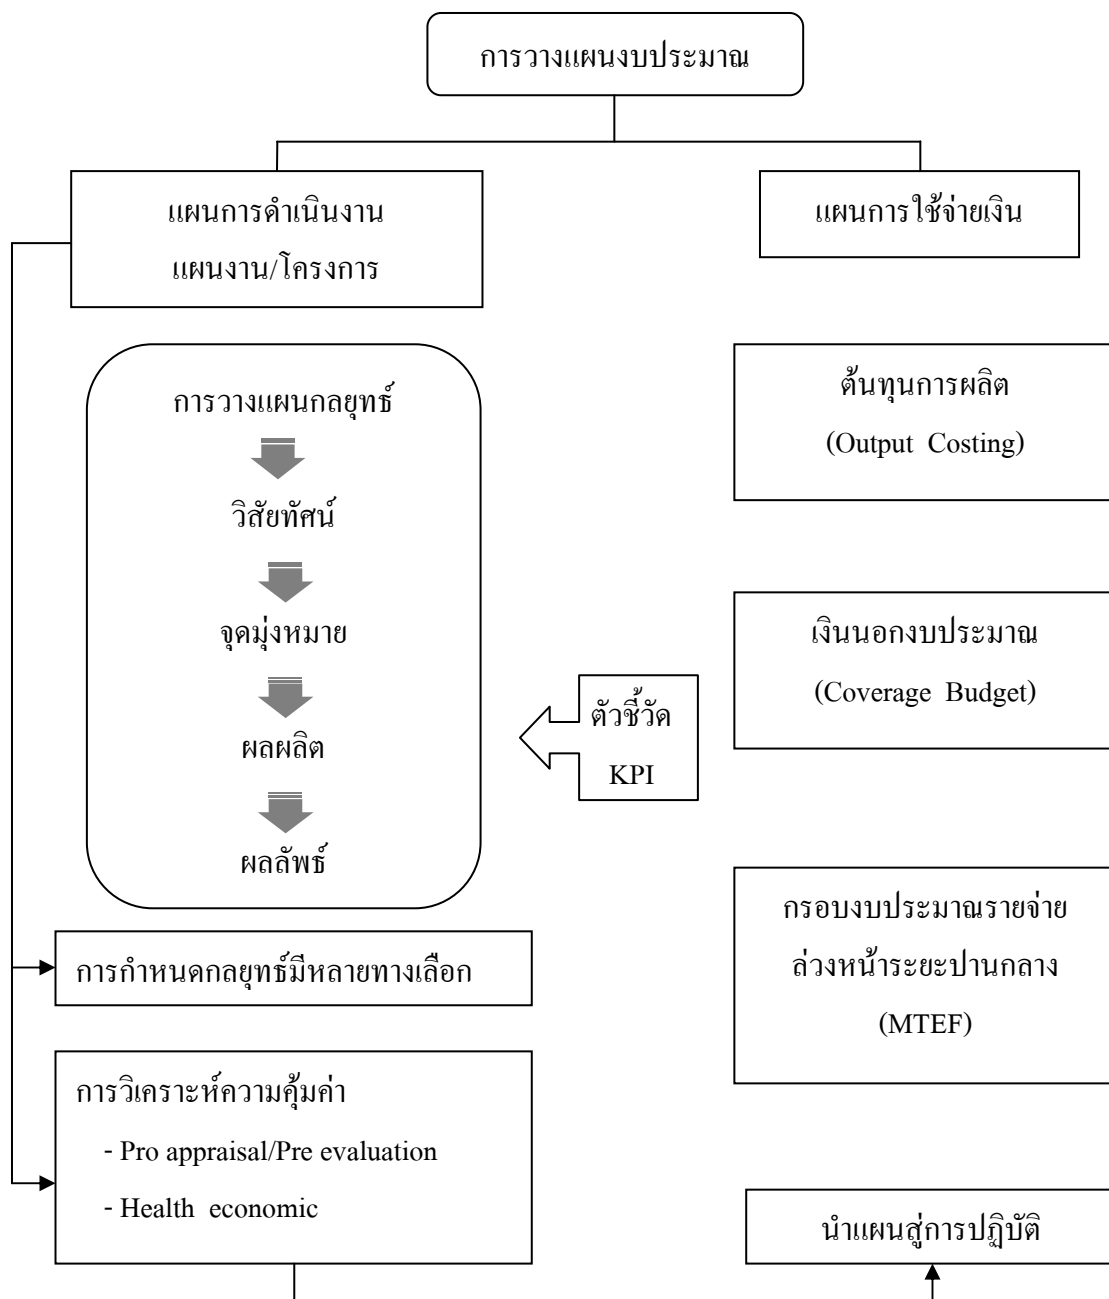 การวางแผนงบประมาณ
แผนการดำเนินงาน
แผนงาน/โครงการ
แผนการใช้จ่ายเงิน
การวางแผนกลยุทธ์
วิสัยทัศน์
จุดมุ่งหมาย
ผลผลิต
ผลลัพธ์
ตัวชี้วัด
KPI
ต้นทุนการผลิต
(Output Costing)
เงินนอกงบประมาณ
(Coverage Budget)
กรอบงบประมาณรายจ่าย
ล่วงหน้าระยะปานกลาง
(MTEF)
การกำหนดกลยุทธ์มีหลายทางเลือก
การวิเคราะห์ความคุ้มค่า
- Pro appraisal/Pre evaluation
- Health economic
นำแผนสู่การปฏิบัติ